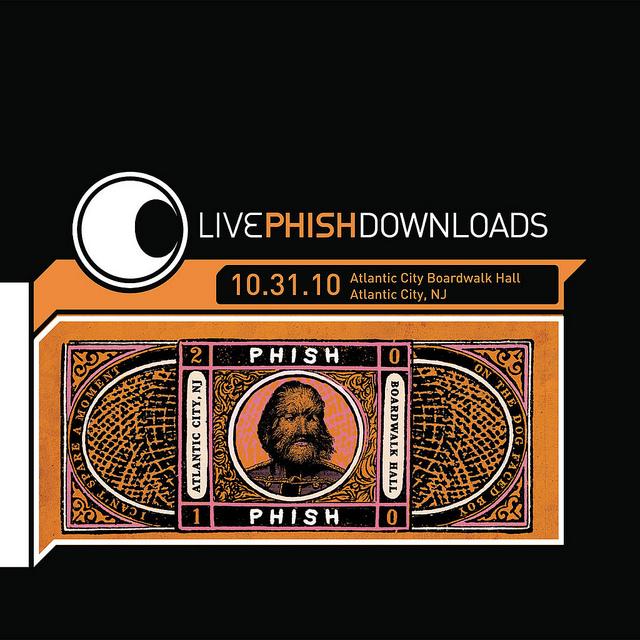 LIVEPHISHDOWNLOADS
10.31.10
Atlantic City Boardwalk Hall
Atlantic City, NJ
2 PHISH 0
I CAN'T SPARE A MOMENT
ATLANTIC CITY, NJ
BOARDWALK HALL
ON THE DOG FACED BOY
1 PHISH 0